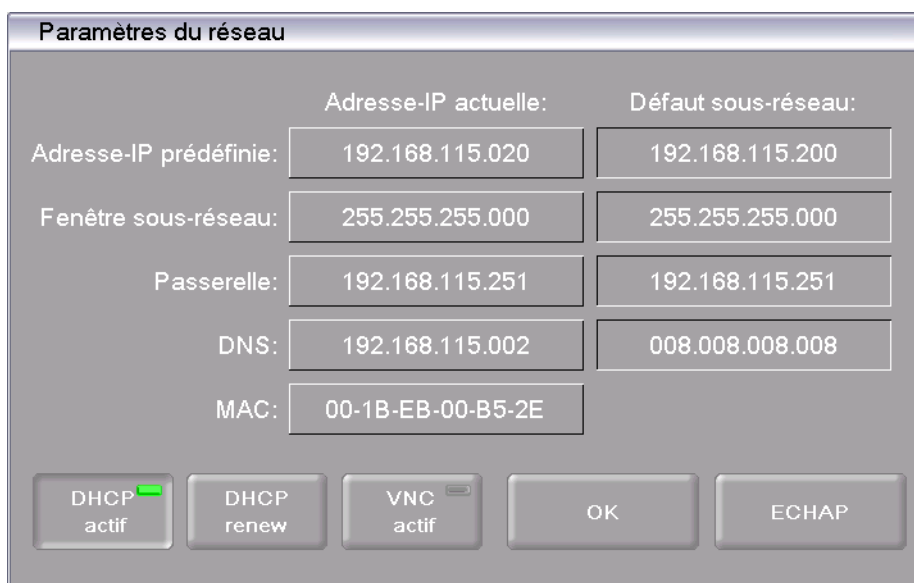 Paramètres du réseau
Adresse-IP actuelle: Défaut sous-réseau:
Adresse-IP prédéfinie: 192.168.115.020 192.168.115.200
Fenêtre sous-réseau: 255.255.255.000 255.255.255.000
Passerelle: 192.168.115.251 192.168.115.251
DNS: 192.168.115.002 008.008.008.008
MAC: 00-1B-EB-00-B5-2E
DHCP actif
DHCP renew
VNC actif
OK
ECHAP